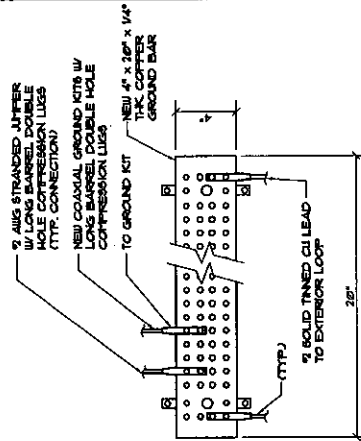 #2 AWG STRANDED JUMPER
W/ LONG BARREL DOUBLE
HOLE COMPRESSION LUGS
(TYP. CONNECTION)
NEW COAXIAL GROUND KITS W/
LONG BARREL DOUBLE HOLE
COMPRESSION LUGS
TO GROUND KIT
NEW 4" x 20" x 1/4"
THK. COPPER
GROUND BAR
4"
(TYP.)
#2 SOLID TINNED CU LEAD
TO EXTERIOR LOOP
20"